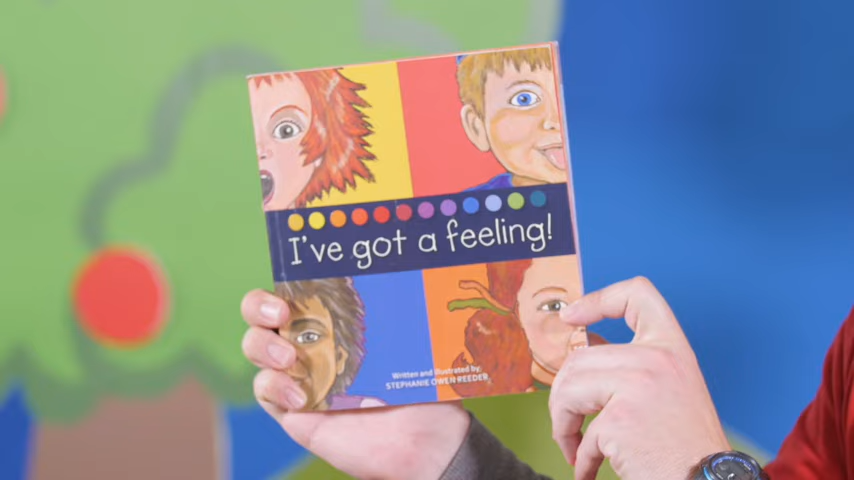 I've got a feeling!
Written and illustrated by
STEPHANIE OWEN REEDER